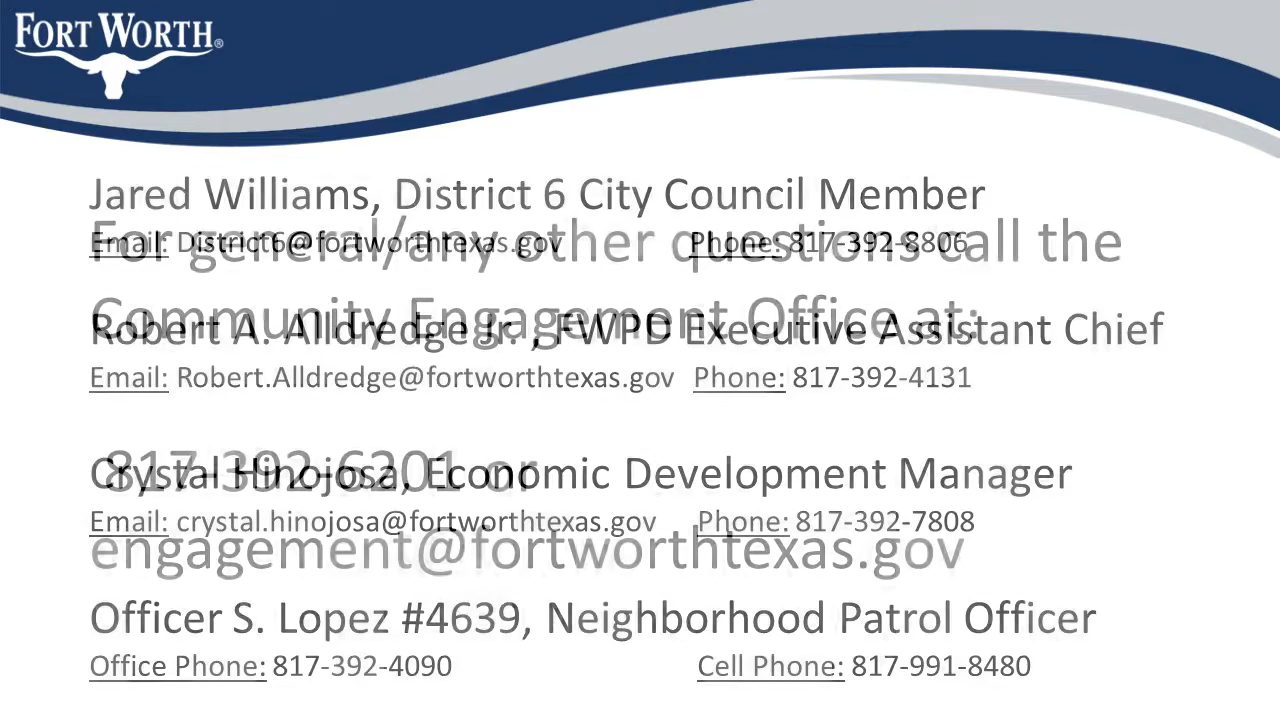 FORT WORTH®
Jared Williams, District 6 City Council Member
Email: District6@fortworthtexas.gov Phone: 817-392-8806
Robert A. Alldredge Jr. , FWPD Executive Assistant Chief
Email: Robert.Alldredge@fortworthtexas.gov Phone: 817-392-4131
Crystal Hinojosa, Economic Development Manager
Email: crystal.hinojosa@fortworthtexas.gov Phone: 817-392-7808
Officer S. Lopez #4639, Neighborhood Patrol Officer
Office Phone: 817-392-4090 Cell Phone: 817-991-8480
For general/any other questions call the
Community Engagement Office at:
817-392-6201 or
engagement@fortworthtexas.gov